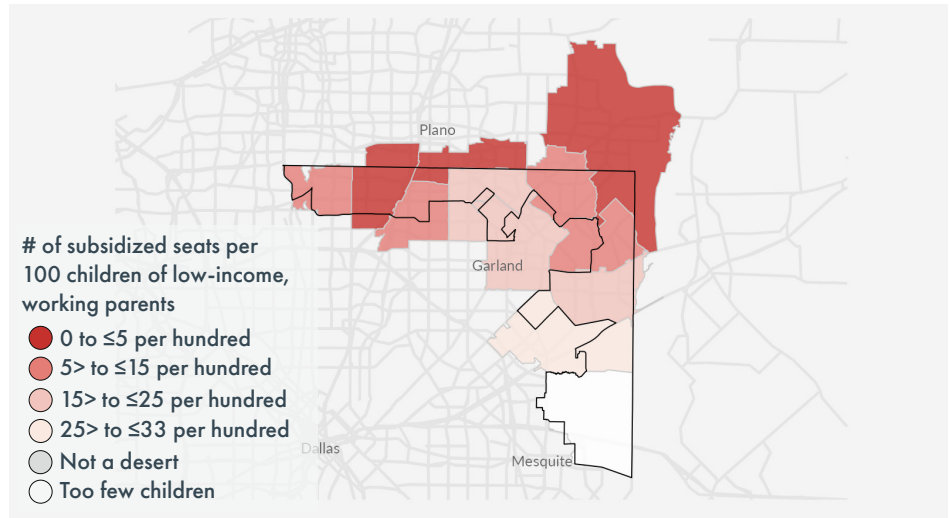 Plano
Garland
# of subsidized seats per
100 children of low-income,
working parents
0 to ≤5 per hundred
5> to ≤15 per hundred
15> to ≤25 per hundred
25> to ≤33 per hundred
Not a desert
Too few children
Dallas
Mesquite